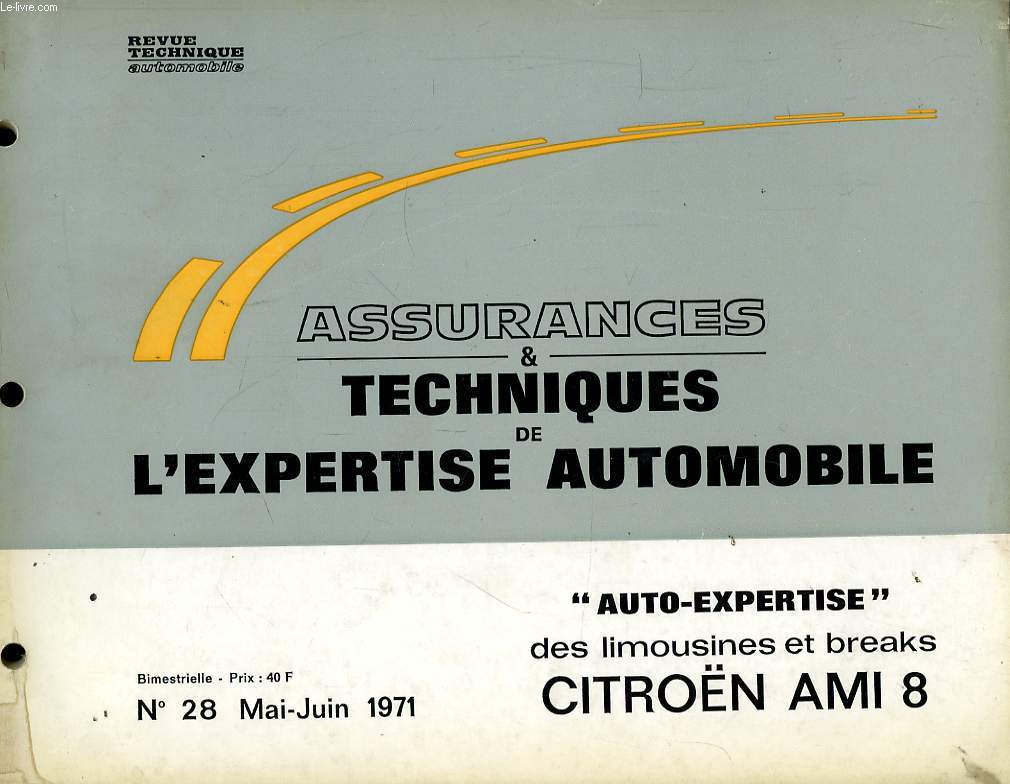 ©Le-livre.com
REVUE
TECHNIQUE
automobile
ASSURANCES
&
TECHNIQUES
DE
L'EXPERTISE AUTOMOBILE
“AUTO-EXPERTISE”
des limousines et breaks
CITROËN AMI 8
Bimestrielle - Prix : 40 F
N° 28 Mai-Juin 1971